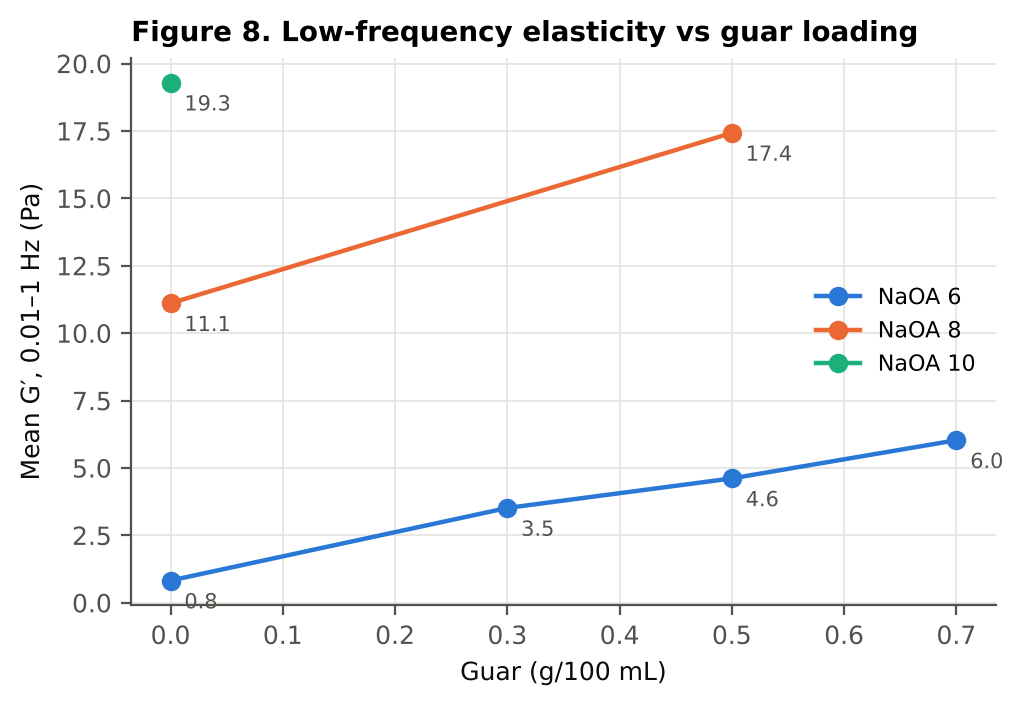 Figure 8. Low-frequency elasticity vs guar loading
Mean G′, 0.01–1 Hz (Pa)
20.0
17.5
15.0
12.5
10.0
7.5
5.0
2.5
0.0
19.3
17.4
11.1
NaOA 6
NaOA 8
NaOA 10
6.0
4.6
3.5
0.8
0.0 0.1 0.2 0.3 0.4 0.5 0.6 0.7
Guar (g/100 mL)